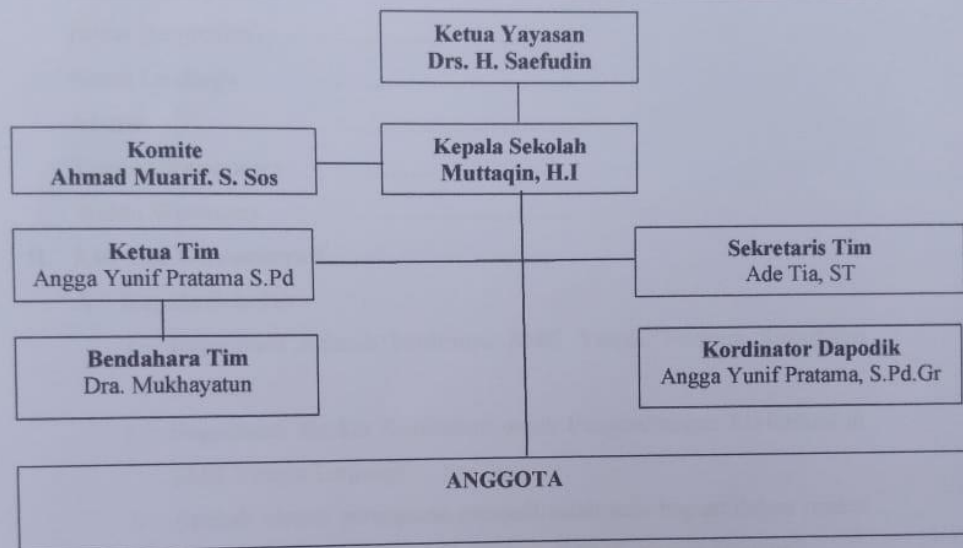 Ketua Yayasan
Drs. H. Saefudin
Komite
Ahmad Muarif. S. Sos
Kepala Sekolah
Muttaqin, H.I
Ketua Tim
Angga Yunif Pratama S.Pd
Sekretaris Tim
Ade Tia, ST
Bendahara Tim
Dra. Mukhayatun
Kordinator Dapodik
Angga Yunif Pratama, S.Pd.Gr
ANGGOTA